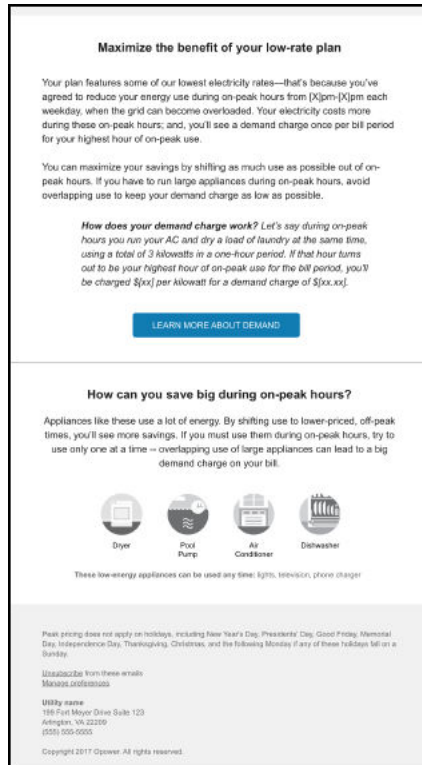 Maximize the benefit of your low-rate plan
Your plan features some of our lowest electricity rates—that's because you've
agreed to reduce your energy use during on-peak hours from [X]pm-[X]pm each
weekday, when the grid can become overloaded. Your electricity costs more
during these on-peak hours; and, you'll see a demand charge once per bill period
for your highest hour of on-peak use.
You can maximize your savings by shifting as much use as possible out of on-
peak hours. If you have to run large appliances during on-peak hours, avoid
overlapping use to keep your demand charge as low as possible.
How does your demand charge work? Let's say during on-peak
hours you run your AC and dry a load of laundry at the same time,
using a total of 3 kilowatts in a one-hour period. If that hour turns
out to be your highest hour of on-peak use for the bill period, you'll
be charged $[xx] per kilowatt for a demand charge of $[xx.xx].
LEARN MORE ABOUT DEMAND
How can you save big during on-peak hours?
Appliances like these use a lot of energy. By shifting use to lower-priced, off-peak
times, you'll see more savings. If you must use them during on-peak hours, try to
use only one at a time -- overlapping use of large appliances can lead to a big
demand charge on your bill.
Dryer
Pool
Pump
Air
Conditioner
Dishwasher
These low-energy appliances can be used any time: lights, television, phone charger
Peak pricing does not apply on holidays, including New Year's Day, Presidents' Day, Good Friday, Memorial
Day, Independence Day, Thanksgiving, Christmas, and the following Monday if any of these holidays fall on a
Sunday.
Unsubscribe from these emails
Manage preferences
Utility name
199 Fort Meyer Drive Suite 123
Arlington, VA 22209
(555) 555-5555
Copyright 2017 Opower. All rights reserved.